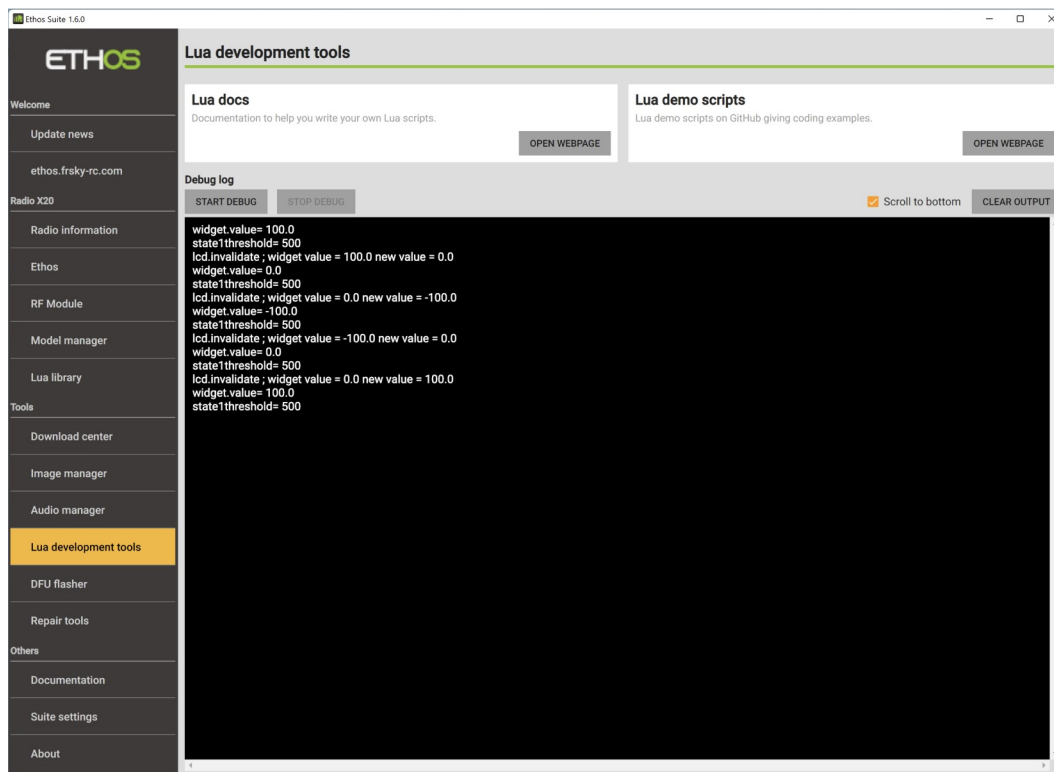 Ethos Suite 1.6.0
ETHOS
Welcome
Update news
ethos.frsky-rc.com
Radio X20
Radio information
Ethos
RF Module
Model manager
Lua library
Tools
Download center
Image manager
Audio manager
Lua development tools
DFU flasher
Repair tools
Others
Documentation
Suite settings
About
Lua development tools
Lua docs
Documentation to help you write your own Lua scripts.
OPEN WEBPAGE
Lua demo scripts
Lua demo scripts on GitHub giving coding examples.
OPEN WEBPAGE
Debug log
START DEBUG
STOP DEBUG
Scroll to bottom
CLEAR OUTPUT
widget.value= 100.0
state1threshold= 500
lcd.invalidate ; widget value = 100.0 new value = 0.0
widget.value= 0.0
state1threshold= 500
lcd.invalidate ; widget value = 0.0 new value = -100.0
widget.value= -100.0
state1threshold= 500
lcd.invalidate ; widget value = -100.0 new value = 0.0
widget.value= 0.0
state1threshold= 500
lcd.invalidate ; widget value = 0.0 new value = 100.0
widget.value= 100.0
state1threshold= 500